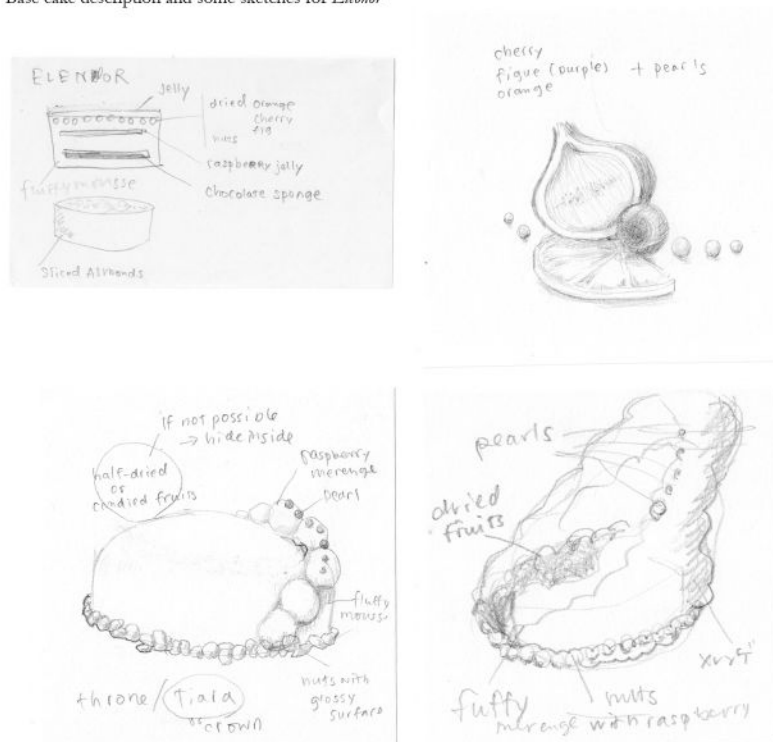 Base cake description and some sketches for Elenor
ELENOR
jelly
dried orange
cherry
fig
nuts
raspberry jelly
chocolate sponge
fluffy mousse
Sliced Almonds
cherry
figue (purple) + pearls
orange
if not possible
→ hide inside
half-dried
or
candied fruits
raspberry
merenge
pearl
fluffy
mouss
nuts with
grossy
surface
throne / tiara
or crown
pearls
dried
fruits
fuffy
nuts
merenge with raspberry